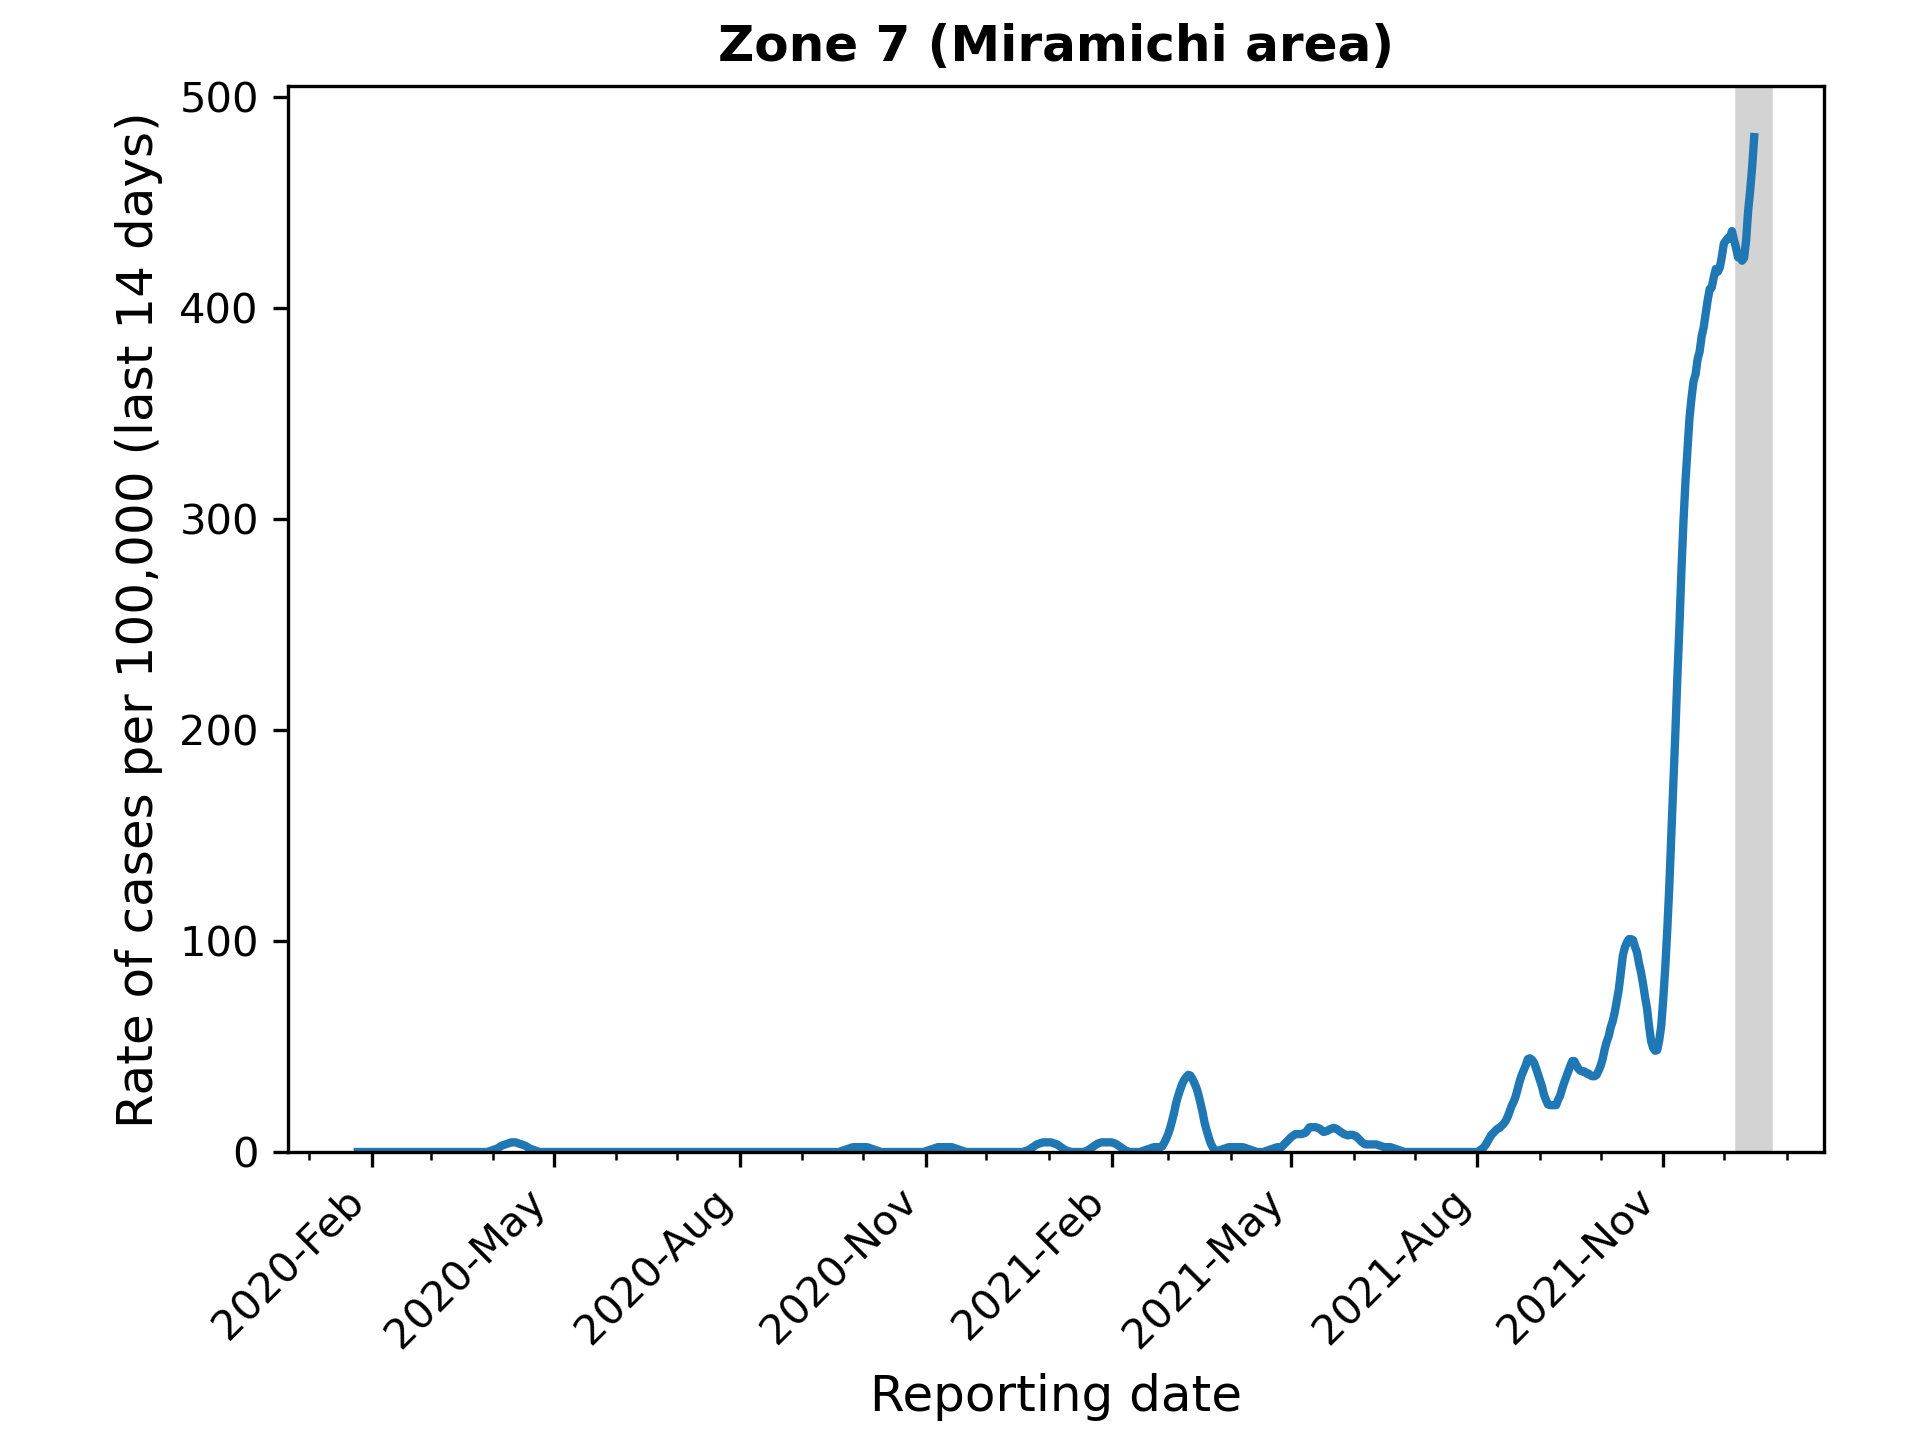 Zone 7 (Miramichi area)
Rate of cases per 100,000 (last 14 days)
500
400
300
200
100
0
2020-Feb
2020-May
2020-Aug
2020-Nov
2021-Feb
2021-May
2021-Aug
2021-Nov
Reporting date